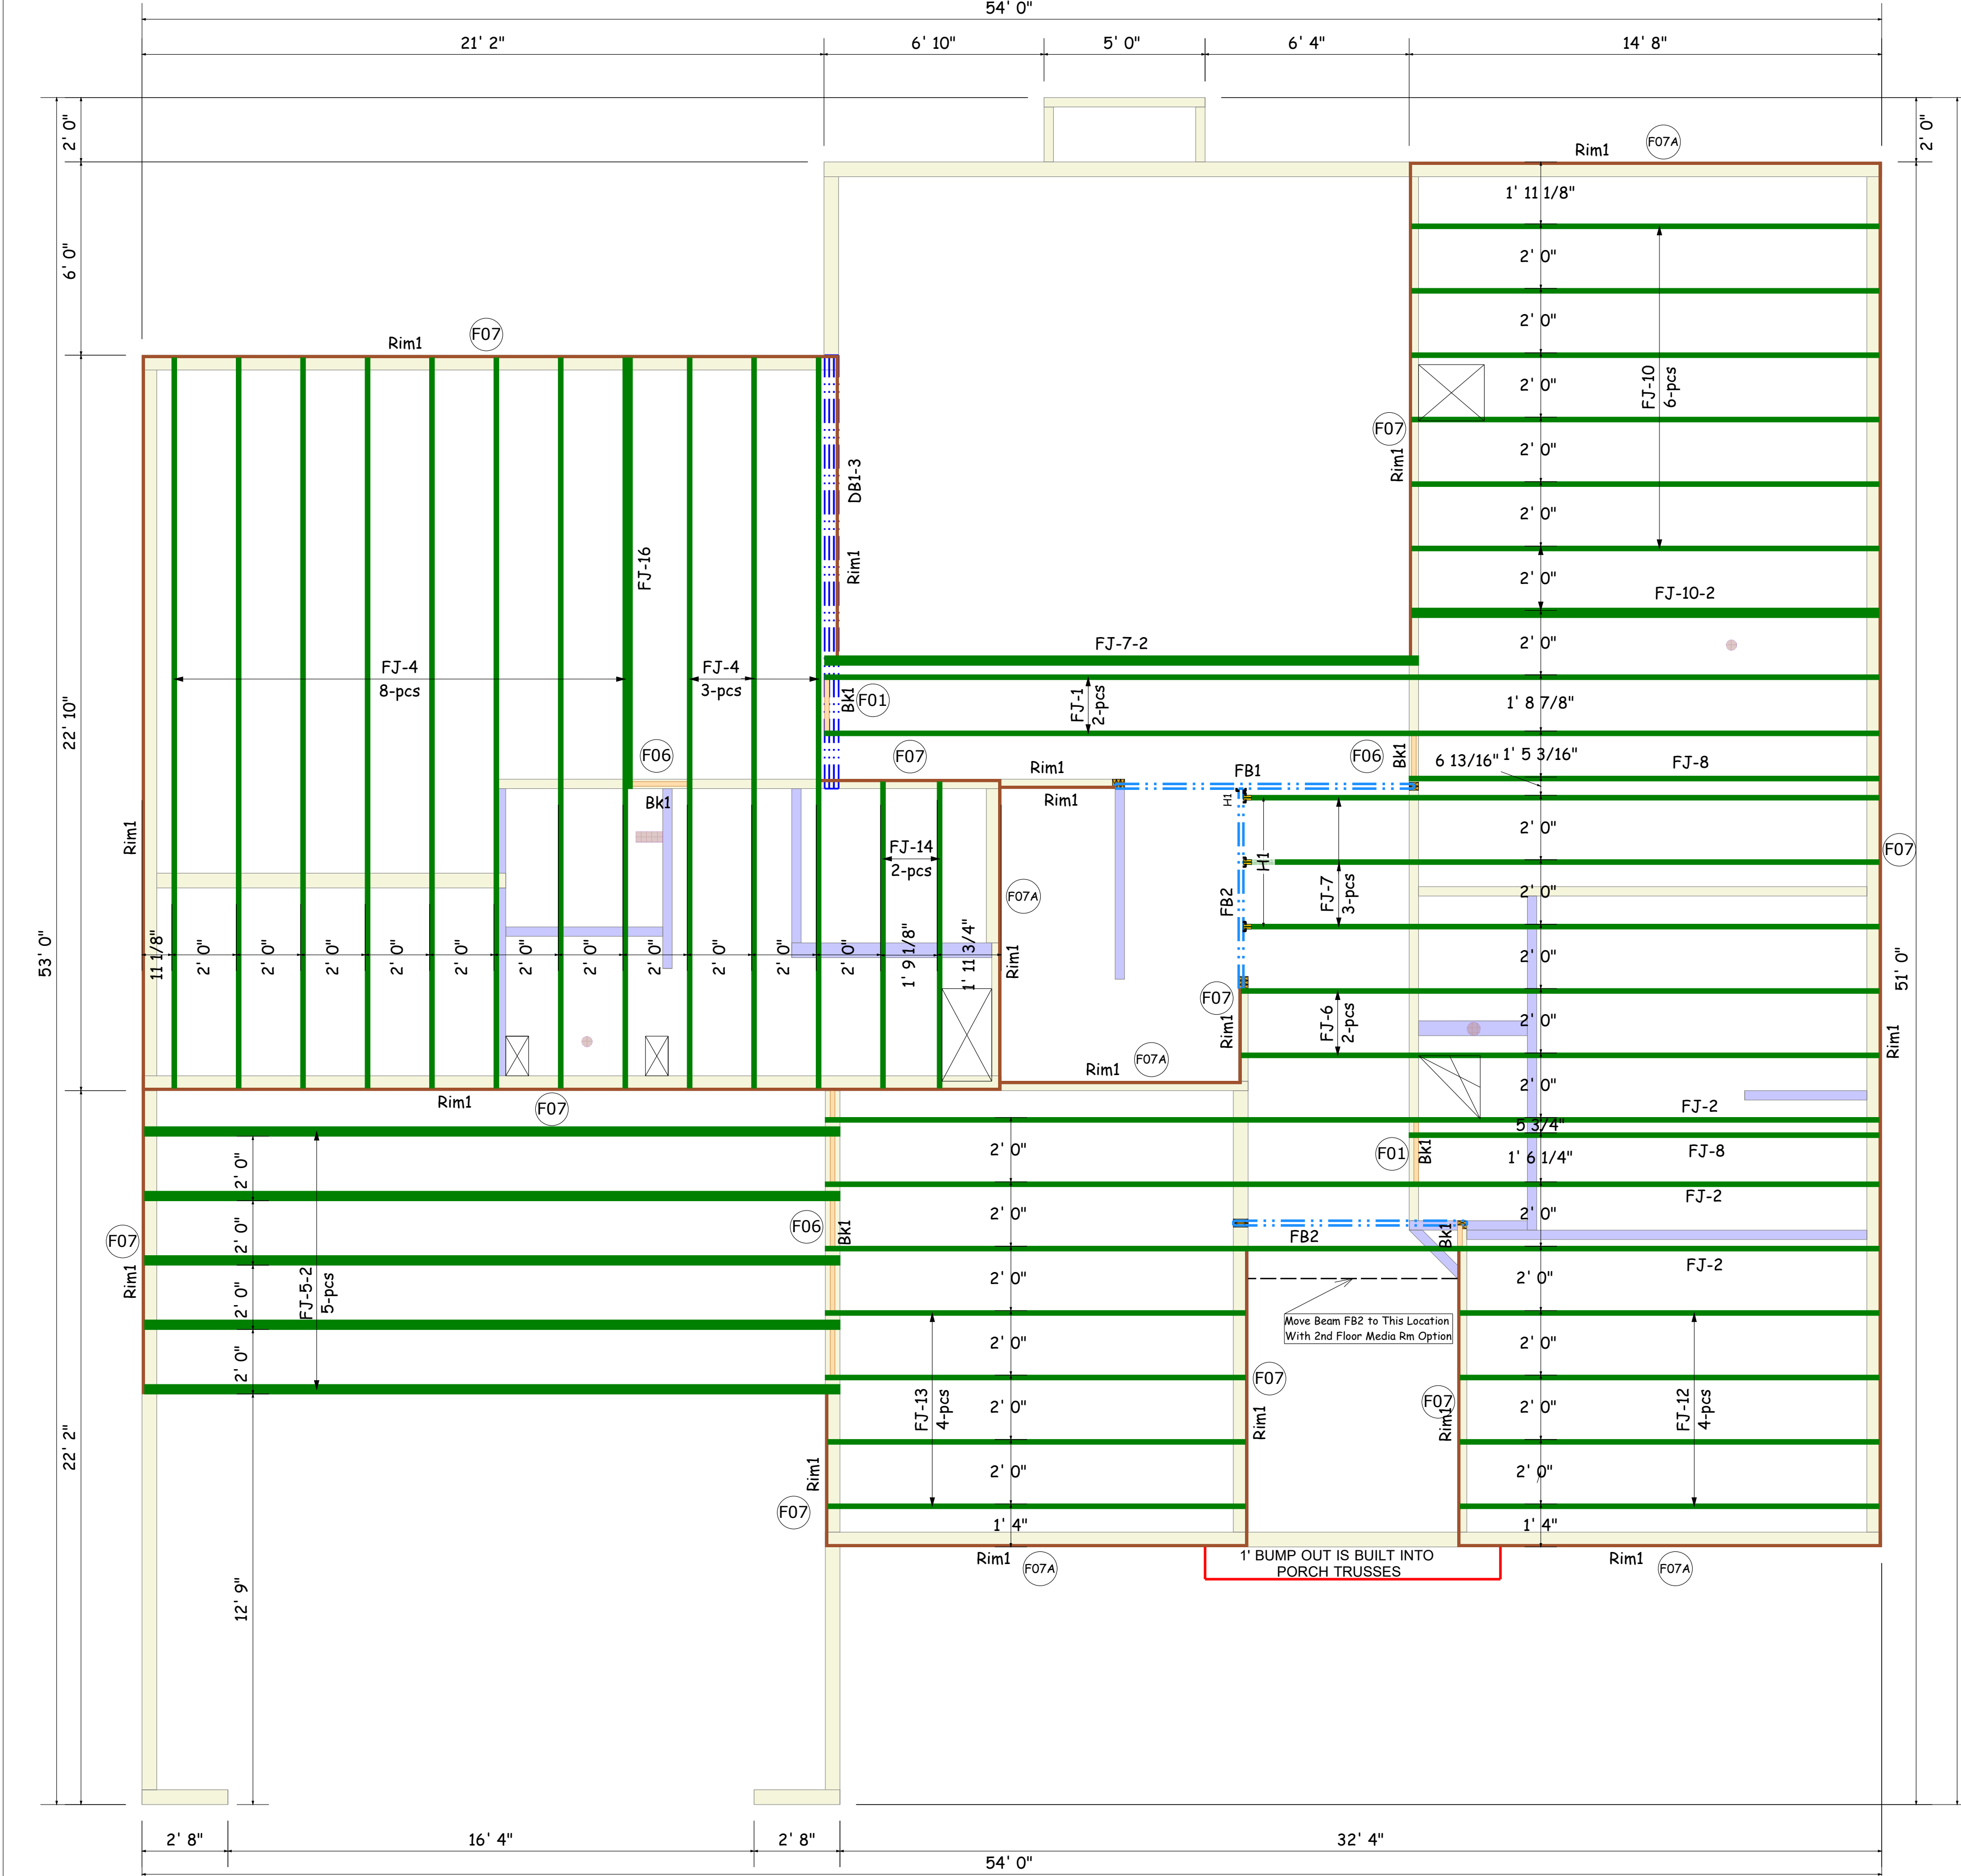 54' 0"
21' 2"
6' 10"
5' 0"
6' 4"
14' 8"
2' 0"
2' 0"
Rim1
F07A
1' 11 1/8"
6' 0"
2' 0"
2' 0"
Rim1
F07
2' 0"
FJ-10
6-pcs
F07
Rim1
2' 0"
DB1-3
2' 0"
FJ-16
Rim1
2' 0"
FJ-10-2
2' 0"
FJ-7-2
FJ-4
8-pcs
FJ-4
3-pcs
22' 10"
Bk1
F01
FJ-1
2-pcs
1' 8 7/8"
F06
F07
Rim1
F06
Bk1
6 13/16"
1' 5 3/16"
FJ-8
FB1
Bk1
Rim1
H1
Rim1
2' 0"
F07
FJ-14
2-pcs
H1
FJ-7
3-pcs
2' 0"
F07A
FB2
53' 0"
11 1/8"
2' 0"
2' 0"
2' 0"
2' 0"
2' 0"
2' 0"
2' 0"
2' 0"
2' 0"
2' 0"
2' 0"
1' 9 1/8"
1' 11 3/4"
Rim1
2' 0"
51' 0"
F07
Rim1
FJ-6
2-pcs
2' 0"
Rim1
Rim1
F07A
2' 0"
Rim1
F07
FJ-2
5 3/4"
2' 0"
F01
Bk1
1' 6 1/4"
FJ-8
2' 0"
FJ-2
2' 0"
2' 0"
F07
2' 0"
F06
Bk1
FB2
Bk1
FJ-2
Rim1
FJ-5-2
5-pcs
2' 0"
2' 0"
2' 0"
Move Beam FB2 to This Location
With 2nd Floor Media Rm Option
2' 0"
2' 0"
2' 0"
F07
FJ-13
4-pcs
2' 0"
Rim1
F07
Rim1
2' 0"
FJ-12
4-pcs
22' 2"
Rim1
F07
2' 0"
2' 0"
1' 4"
1' 4"
Rim1
F07A
1' BUMP OUT IS BUILT INTO
PORCH TRUSSES
Rim1
F07A
12' 9"
2' 8"
16' 4"
2' 8"
32' 4"
54' 0"